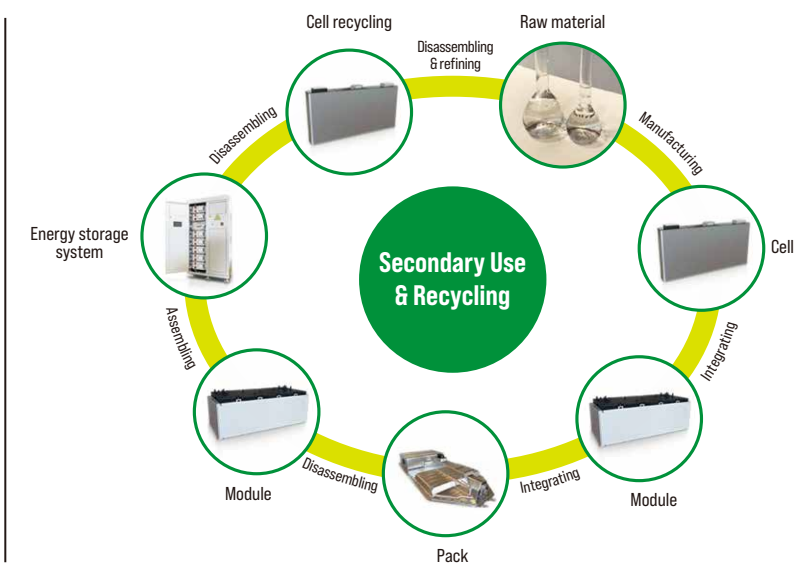 Cell recycling
Disassembling
& refining
Raw material
Manufacturing
Cell
Integrating
Module
Integrating
Pack
Disassembling
Module
Assembling
Energy storage
system
Disassembling
Secondary Use
& Recycling